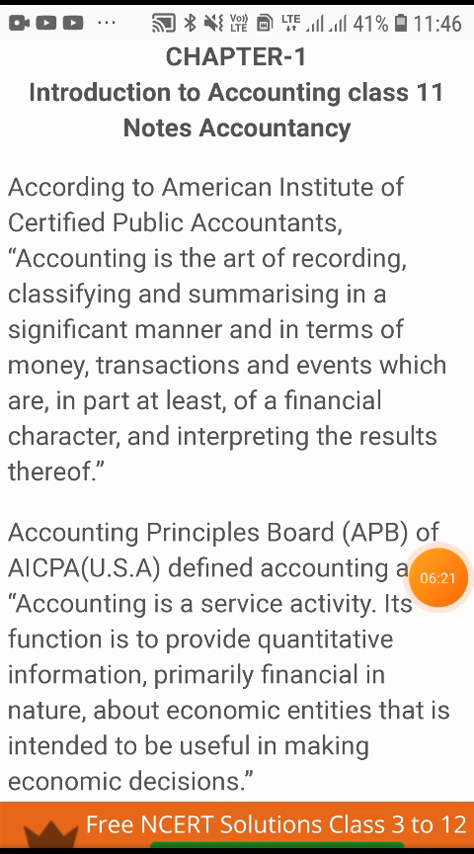 ··· Vo)) LTE LTE 41% 11:46
CHAPTER-1
Introduction to Accounting class 11
Notes Accountancy
According to American Institute of
Certified Public Accountants,
“Accounting is the art of recording,
classifying and summarising in a
significant manner and in terms of
money, transactions and events which
are, in part at least, of a financial
character, and interpreting the results
thereof.”
Accounting Principles Board (APB) of
AICPA(U.S.A) defined accounting a
06:21
“Accounting is a service activity. Its
function is to provide quantitative
information, primarily financial in
nature, about economic entities that is
intended to be useful in making
economic decisions.”
Free NCERT Solutions Class 3 to 12